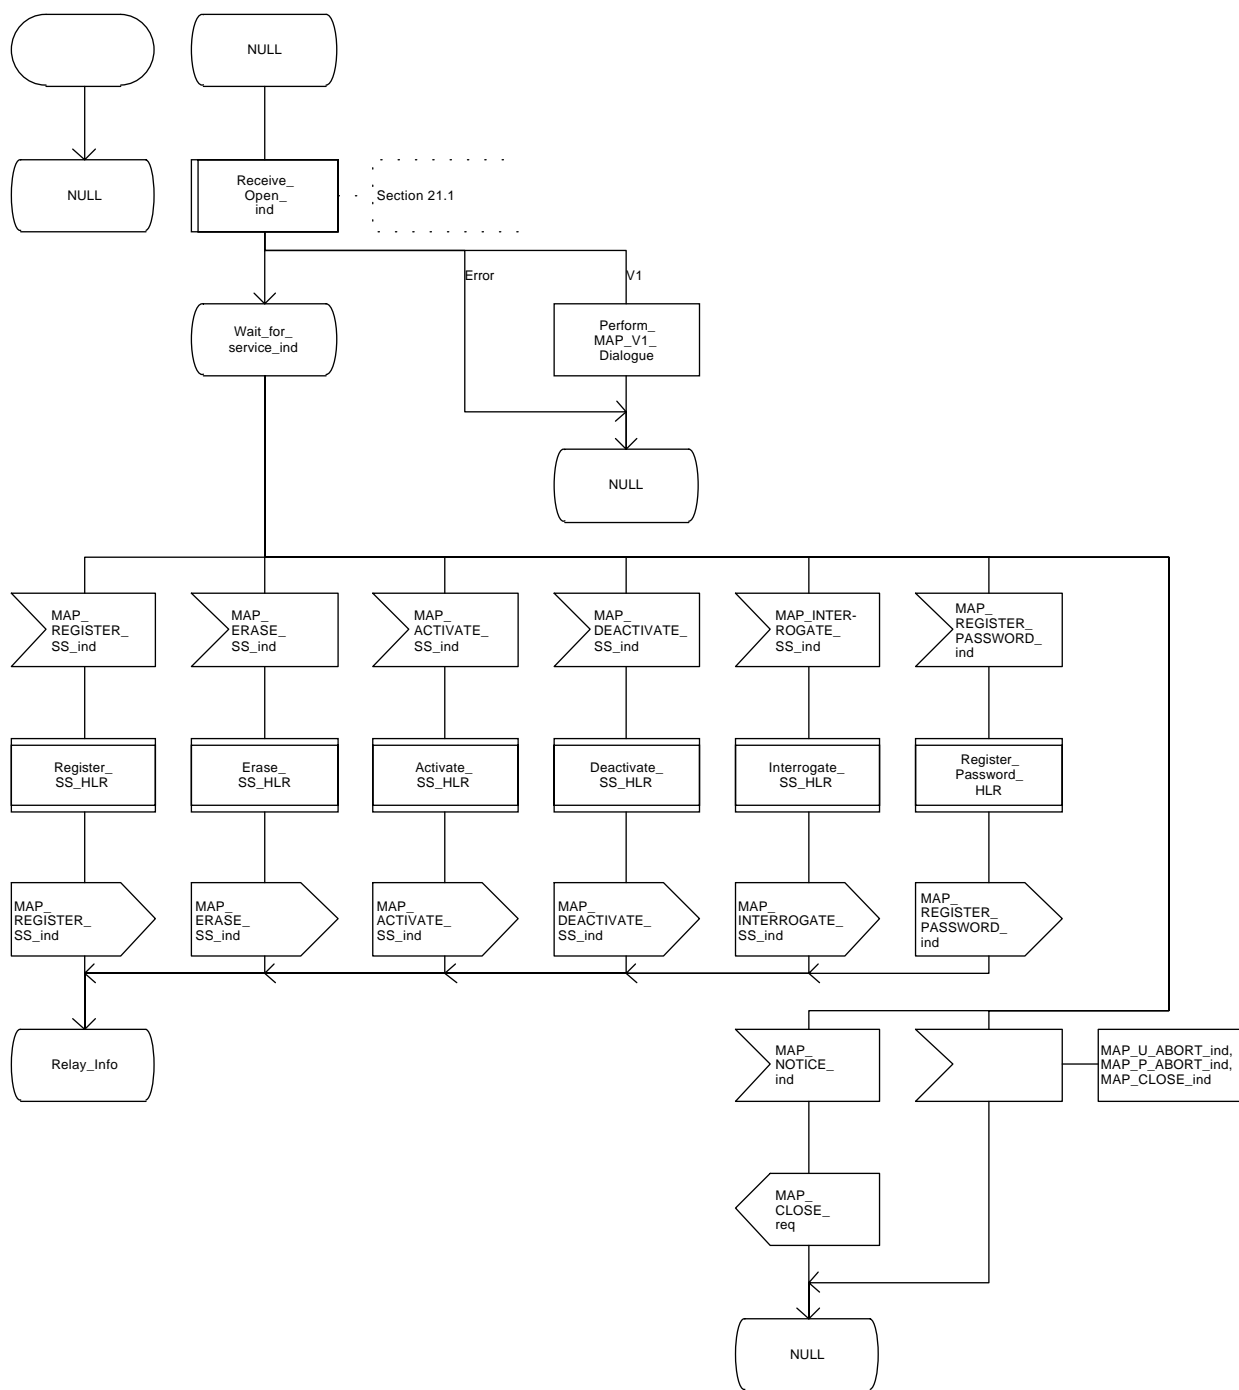 NULL
NULL
Receive_
Open_
ind
Section 21.1
Error
V1
Wait_for_
service_ind
Perform_
MAP_V1_
Dialogue
NULL
MAP_
REGISTER_
SS_ind
MAP_
ERASE_
SS_ind
MAP_
ACTIVATE_
SS_ind
MAP_
DEACTIVATE_
SS_ind
MAP_INTER-
ROGATE_
SS_ind
MAP_
REGISTER_
PASSWORD_
ind
Register_
SS_HLR
Erase_
SS_HLR
Activate_
SS_HLR
Deactivate_
SS_HLR
Interrogate_
SS_HLR
Register_
Password_
HLR
MAP_
REGISTER_
SS_ind
MAP_
ERASE_
SS_ind
MAP_
ACTIVATE_
SS_ind
MAP_
DEACTIVATE_
SS_ind
MAP_
INTERROGATE_
SS_ind
MAP_
REGISTER_
PASSWORD_
ind
Relay_Info
MAP_
NOTICE_
ind
MAP_U_ABORT_ind,
MAP_P_ABORT_ind,
MAP_CLOSE_ind
MAP_
CLOSE_
req
NULL